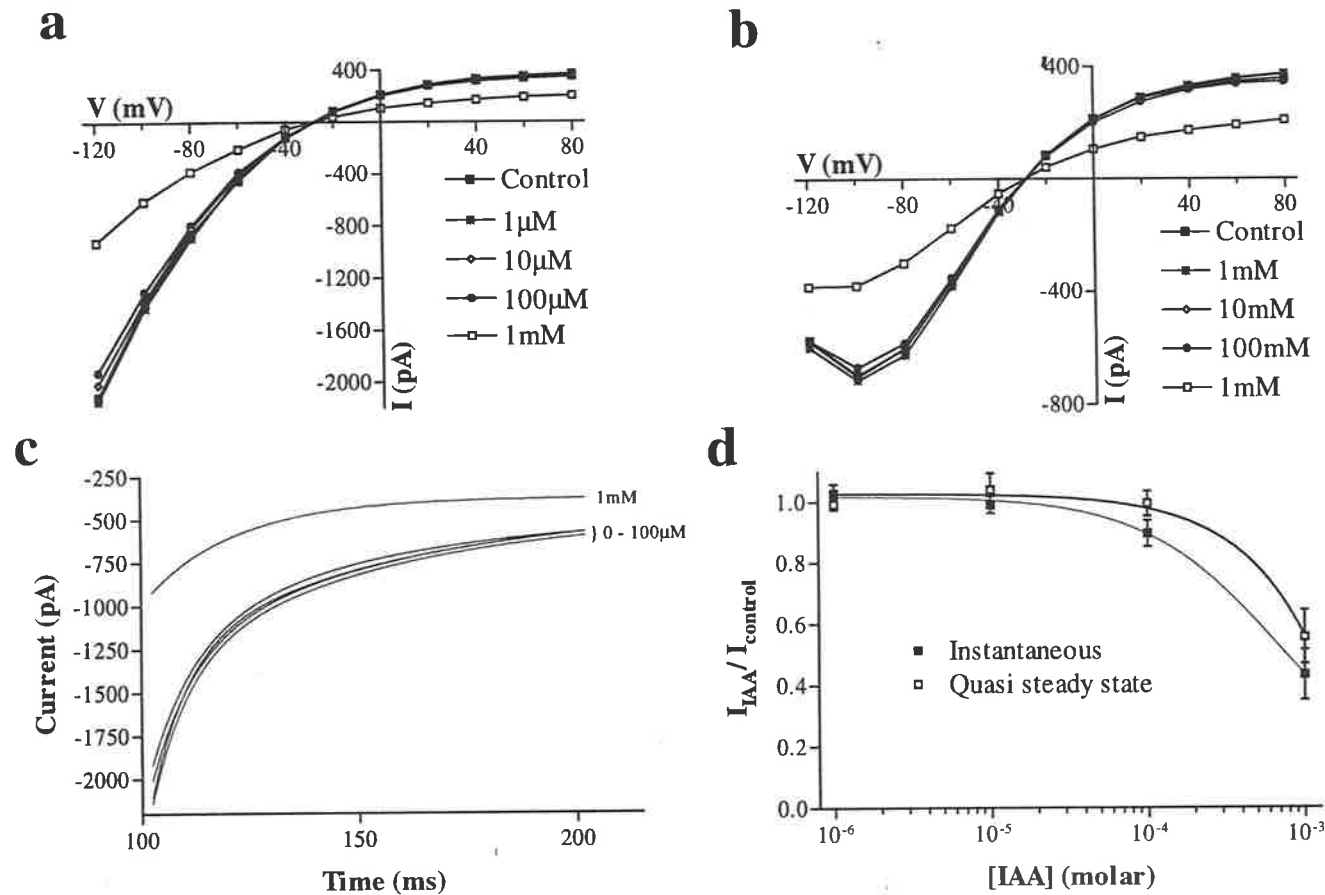 a
400
V (mV)
-120 -80 -40 40 80
-400
-800
-1200
-1600
-2000
I (pA)
Control
1µM
10µM
100µM
1mM
b
400
V (mV)
-120 -80 -40 40 80
-400
-800
I (pA)
Control
1mM
10mM
100mM
1mM
c
-250
-500
-750
-1000
-1250
-1500
-1750
-2000
Current (pA)
1mM
} 0 - 100µM
100 150 200
Time (ms)
d
1.0
0.8
0.6
0.4
0.2
0.0
I_IAA / I_control
Instantaneous
Quasi steady state
10⁻⁶ 10⁻⁵ 10⁻⁴ 10⁻³
[IAA] (molar)